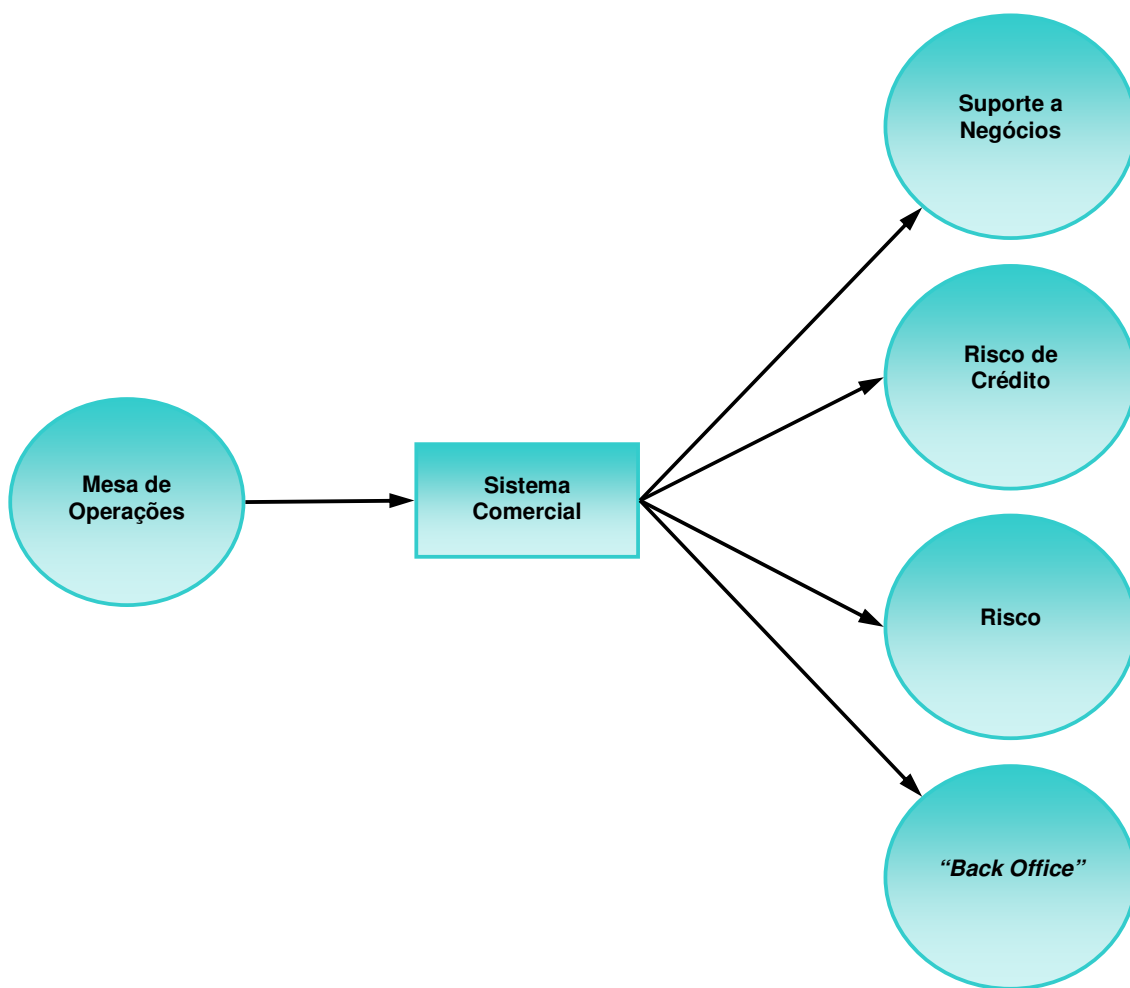 Suporte a
Negócios
Risco de
Crédito
Mesa de
Operações
Sistema
Comercial
Risco
“Back Office”